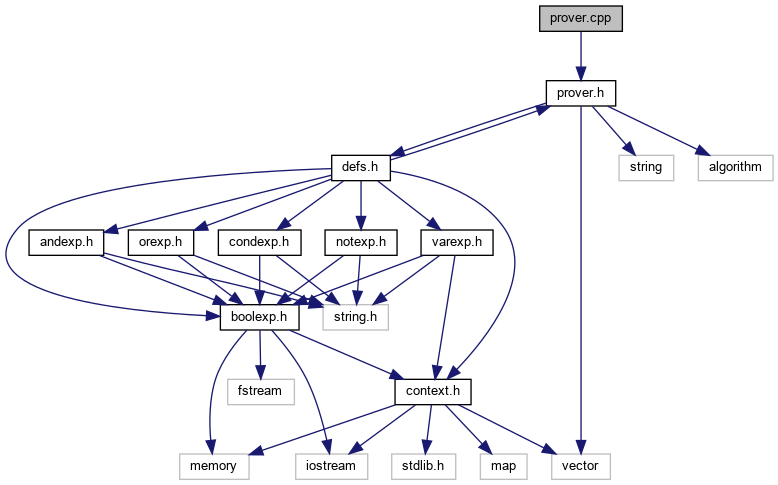 prover.cpp
prover.h
defs.h
string
algorithm
andexp.h
orexp.h
condexp.h
notexp.h
varexp.h
boolexp.h
string.h
fstream
context.h
memory
iostream
stdlib.h
map
vector